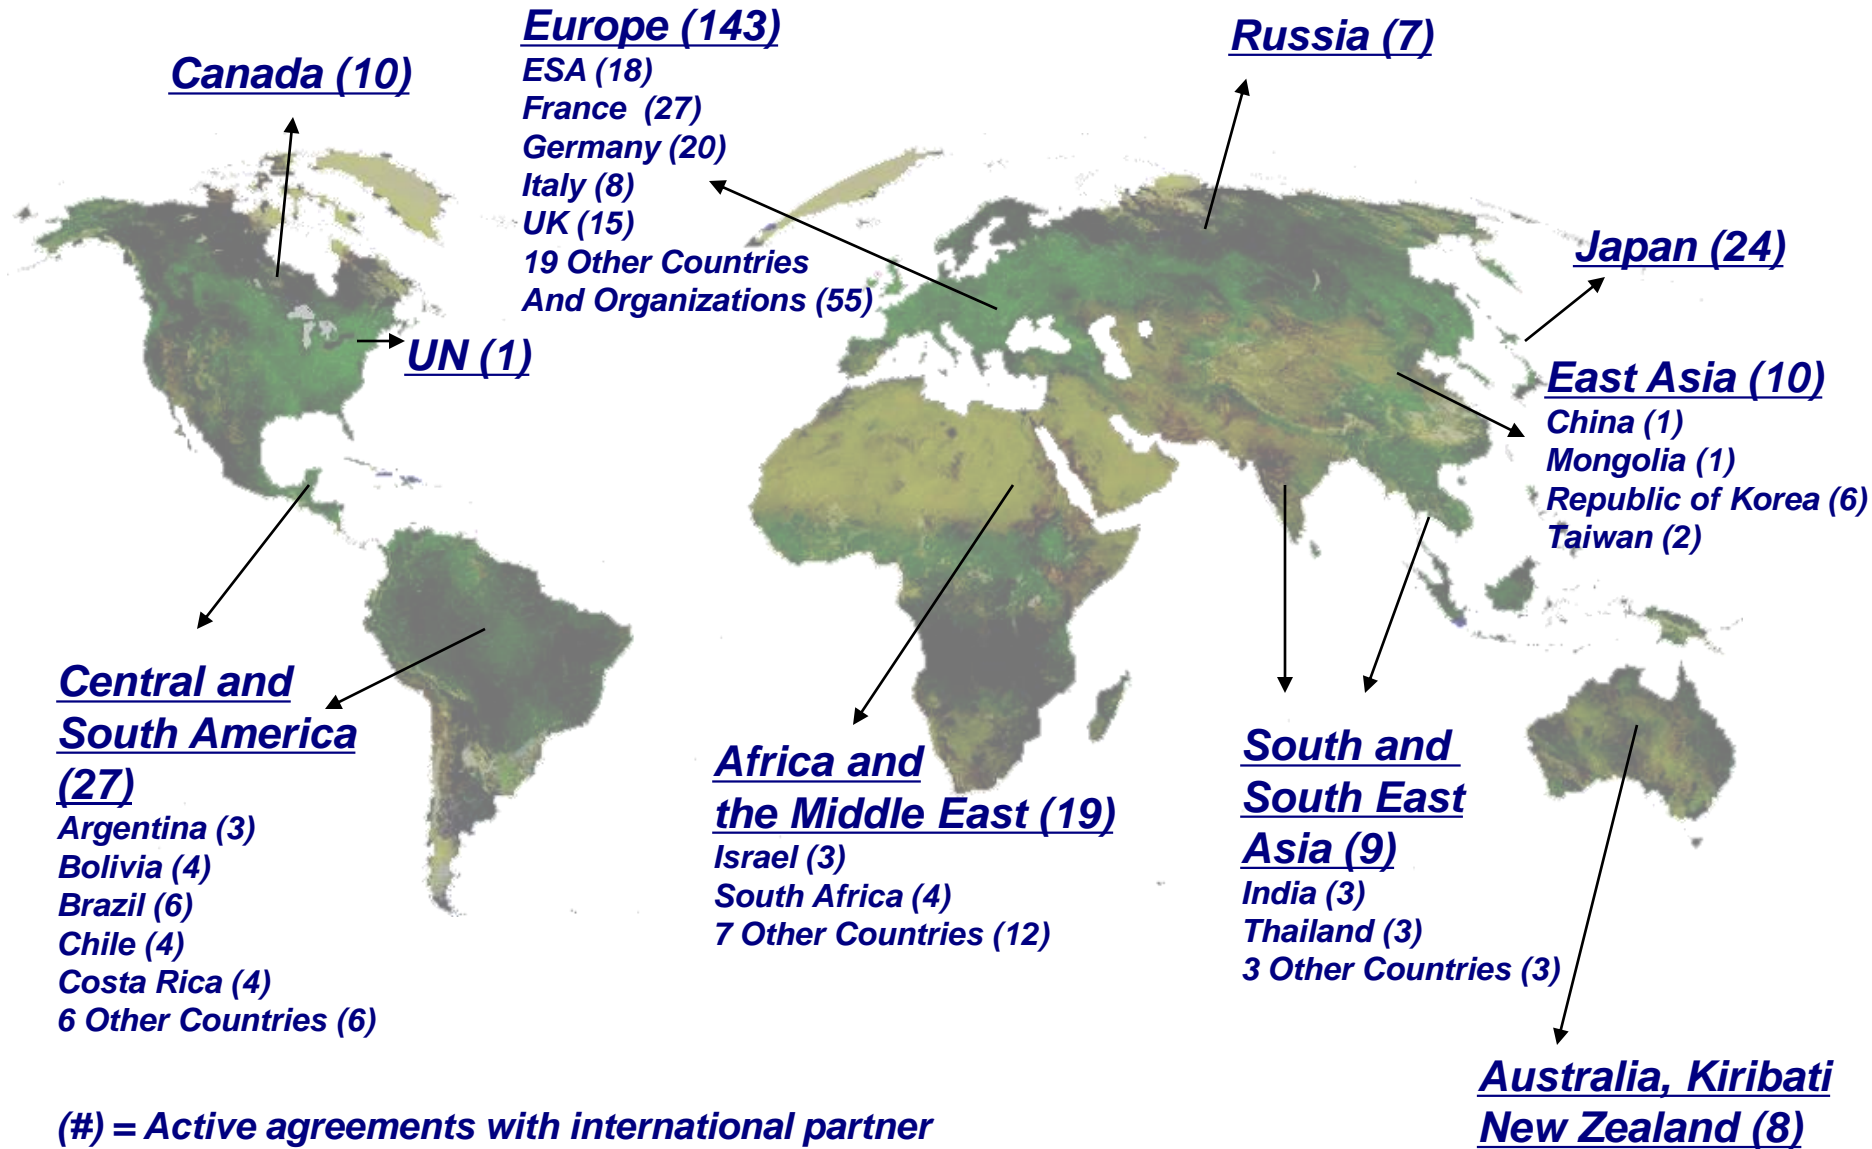 Canada (10)
Europe (143)
ESA (18)
France (27)
Germany (20)
Italy (8)
UK (15)
19 Other Countries
And Organizations (55)
Russia (7)
Japan (24)
UN (1)
East Asia (10)
China (1)
Mongolia (1)
Republic of Korea (6)
Taiwan (2)
Central and
South America
(27)
Argentina (3)
Bolivia (4)
Brazil (6)
Chile (4)
Costa Rica (4)
6 Other Countries (6)
Africa and
the Middle East (19)
Israel (3)
South Africa (4)
7 Other Countries (12)
South and
South East
Asia (9)
India (3)
Thailand (3)
3 Other Countries (3)
Australia, Kiribati
New Zealand (8)
(#) = Active agreements with international partner